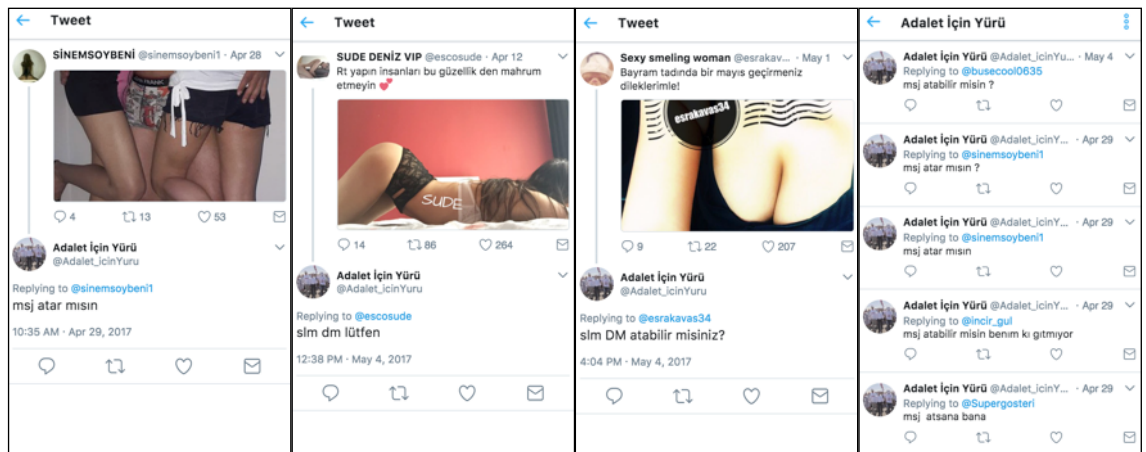 Tweet
SİNEMSOYBENİ @sinemsoybeni1 · Apr 28
4 13 53
Adalet İçin Yürü
@Adalet_icinYuru
Replying to @sinemsoybeni1
msj atar mısın
10:35 AM - Apr 29, 2017
Tweet
SUDE DENİZ VIP @escosude · Apr 12
Rt yapın insanları bu güzellik den mahrum
etmeyin 💕
SUDE
14 86 264
Adalet İçin Yürü
@Adalet_icinYuru
Replying to @escosude
slm dm lütfen
12:38 PM - May 4, 2017
Tweet
Sexy smeling woman @esrakav... · May 1
Bayram tadında bir mayıs geçirmeniz
dileklerimle!
esrakavas34
9 22 207
Adalet İçin Yürü
@Adalet_icinYuru
Replying to @esrakavas34
slm DM atabilir misiniz?
4:04 PM - May 4, 2017
Adalet İçin Yürü
Adalet İçin Yürü @Adalet_icinYu... · May 4
Replying to @busecool0635
msj atabilir misin ?
Adalet İçin Yürü @Adalet_icinY... · Apr 29
Replying to @sinemsoybeni1
msj atar mısın ?
Adalet İçin Yürü @Adalet_icinY... · Apr 29
Replying to @sinemsoybeni1
msj atar mısın
Adalet İçin Yürü @Adalet_icinY... · Apr 29
Replying to @incir_gul
msj atabilir misin benım kı gıtmıyor
Adalet İçin Yürü @Adalet_icinY... · Apr 29
Replying to @Supergosteri
msj atsana bana